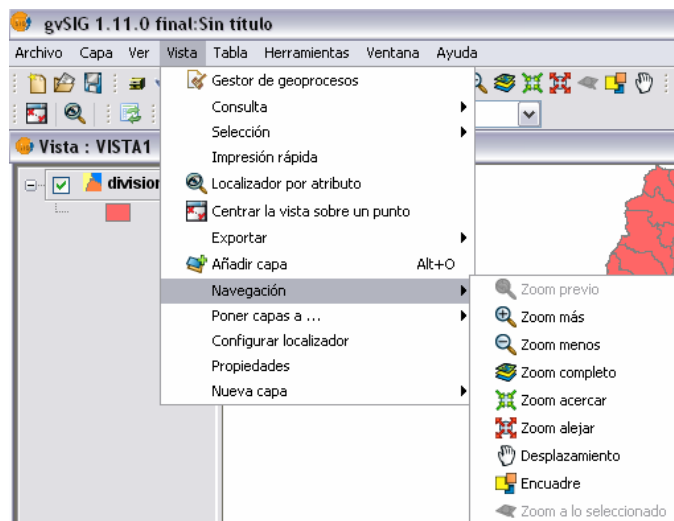 gvSIG 1.11.0 final:Sin título
Archivo Capa Ver Vista Tabla Herramientas Ventana Ayuda
Vista : VISTA1
division
Gestor de geoprocesos
Consulta
Selección
Impresión rápida
Localizador por atributo
Centrar la vista sobre un punto
Exportar
Añadir capa Alt+O
Navegación
Poner capas a ...
Configurar localizador
Propiedades
Nueva capa
Zoom previo
Zoom más
Zoom menos
Zoom completo
Zoom acercar
Zoom alejar
Desplazamiento
Encuadre
Zoom a lo seleccionado